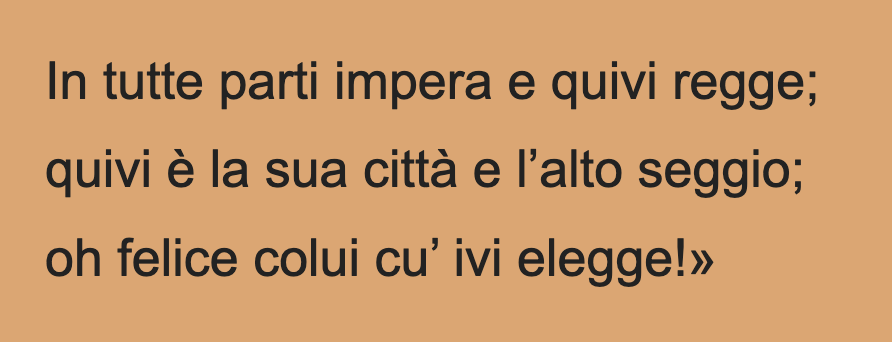 In tutte parti impera e quivi regge;
quivi è la sua città e l’alto seggio;
oh felice colui cu’ ivi elegge!»